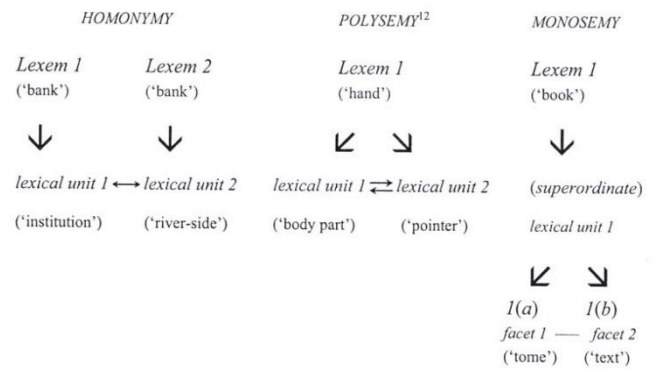 HOMONYMY POLYSEMY¹² MONOSEMY
Lexem 1 Lexem 2 Lexem 1 Lexem 1
(‘bank’) (‘bank’) (‘hand’) (‘book’)
lexical unit 1 ↔ lexical unit 2 lexical unit 1 ⇄ lexical unit 2 (superordinate)
(‘institution’) (‘river-side’) (‘body part’) (‘pointer’) lexical unit 1
1(a) 1(b)
facet 1 — facet 2
(‘tome’) (‘text’)